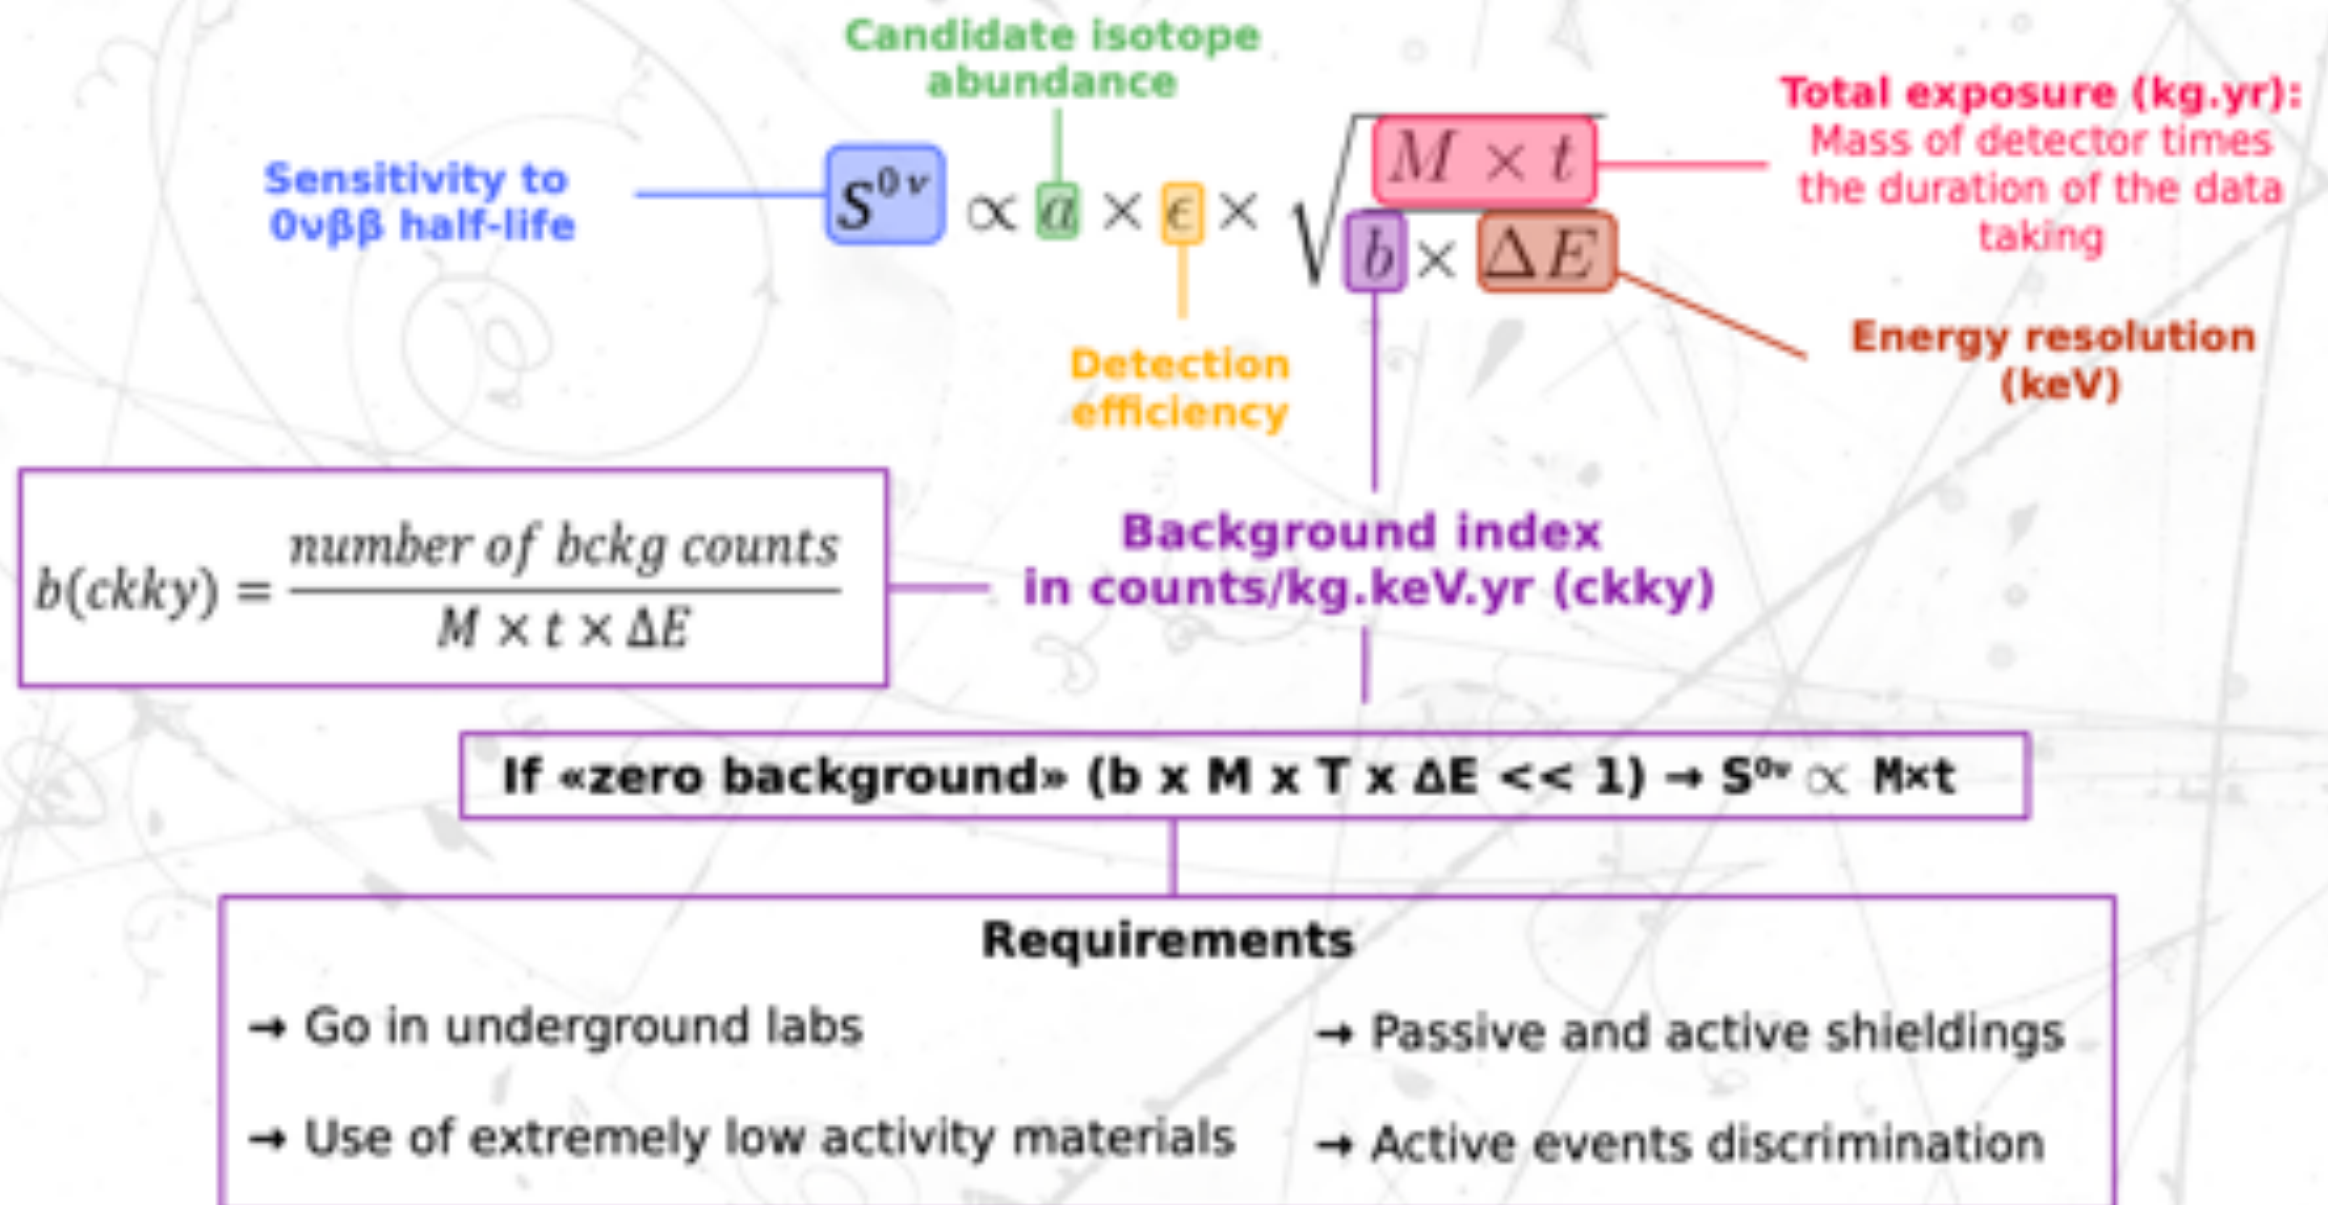 Candidate isotope
abundance
Total exposure (kg.yr):
Mass of detector times
the duration of the data
taking
Sensitivity to
0νββ half-life
S⁰ᵛ ∝ a × ϵ × √ M × t / b × ΔE
Energy resolution
(keV)
Detection
efficiency
b(ckky) = number of bckg counts / M × t × ΔE
Background index
in counts/kg.keV.yr (ckky)
If «zero background» (b x M x T x ΔE << 1) → S⁰ᵛ ∝ M×t
Requirements
→ Go in underground labs
→ Passive and active shieldings
→ Use of extremely low activity materials
→ Active events discrimination